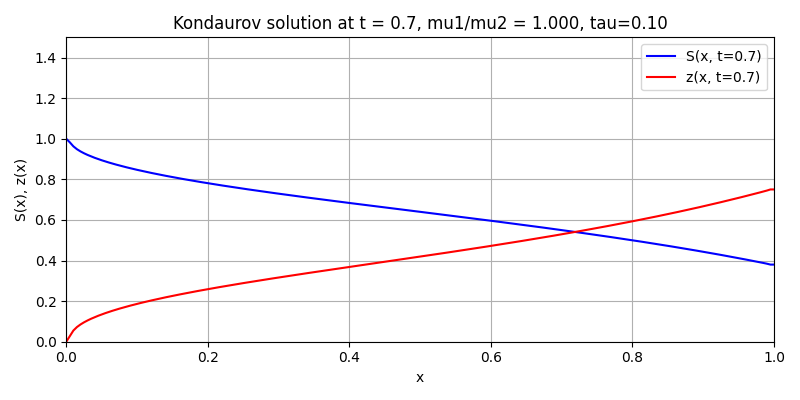 Kondaurov solution at t = 0.7, mu1/mu2 = 1.000, tau=0.10
S(x, t=0.7)
z(x, t=0.7)
S(x), z(x)
1.4
1.2
1.0
0.8
0.6
0.4
0.2
0.0
0.0 0.2 0.4 0.6 0.8 1.0
x